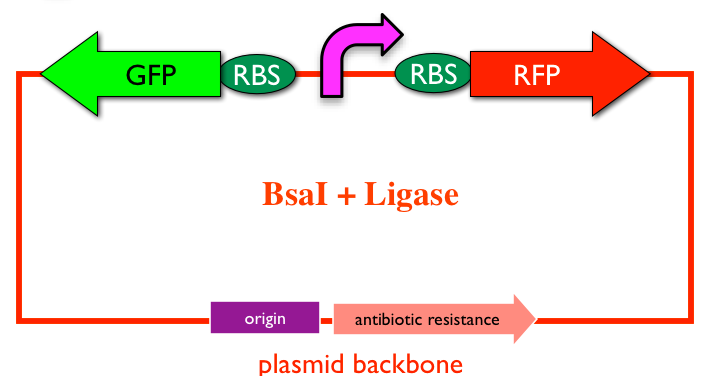 GFP RBS RBS RFP
BsaI + Ligase
origin antibiotic resistance
plasmid backbone